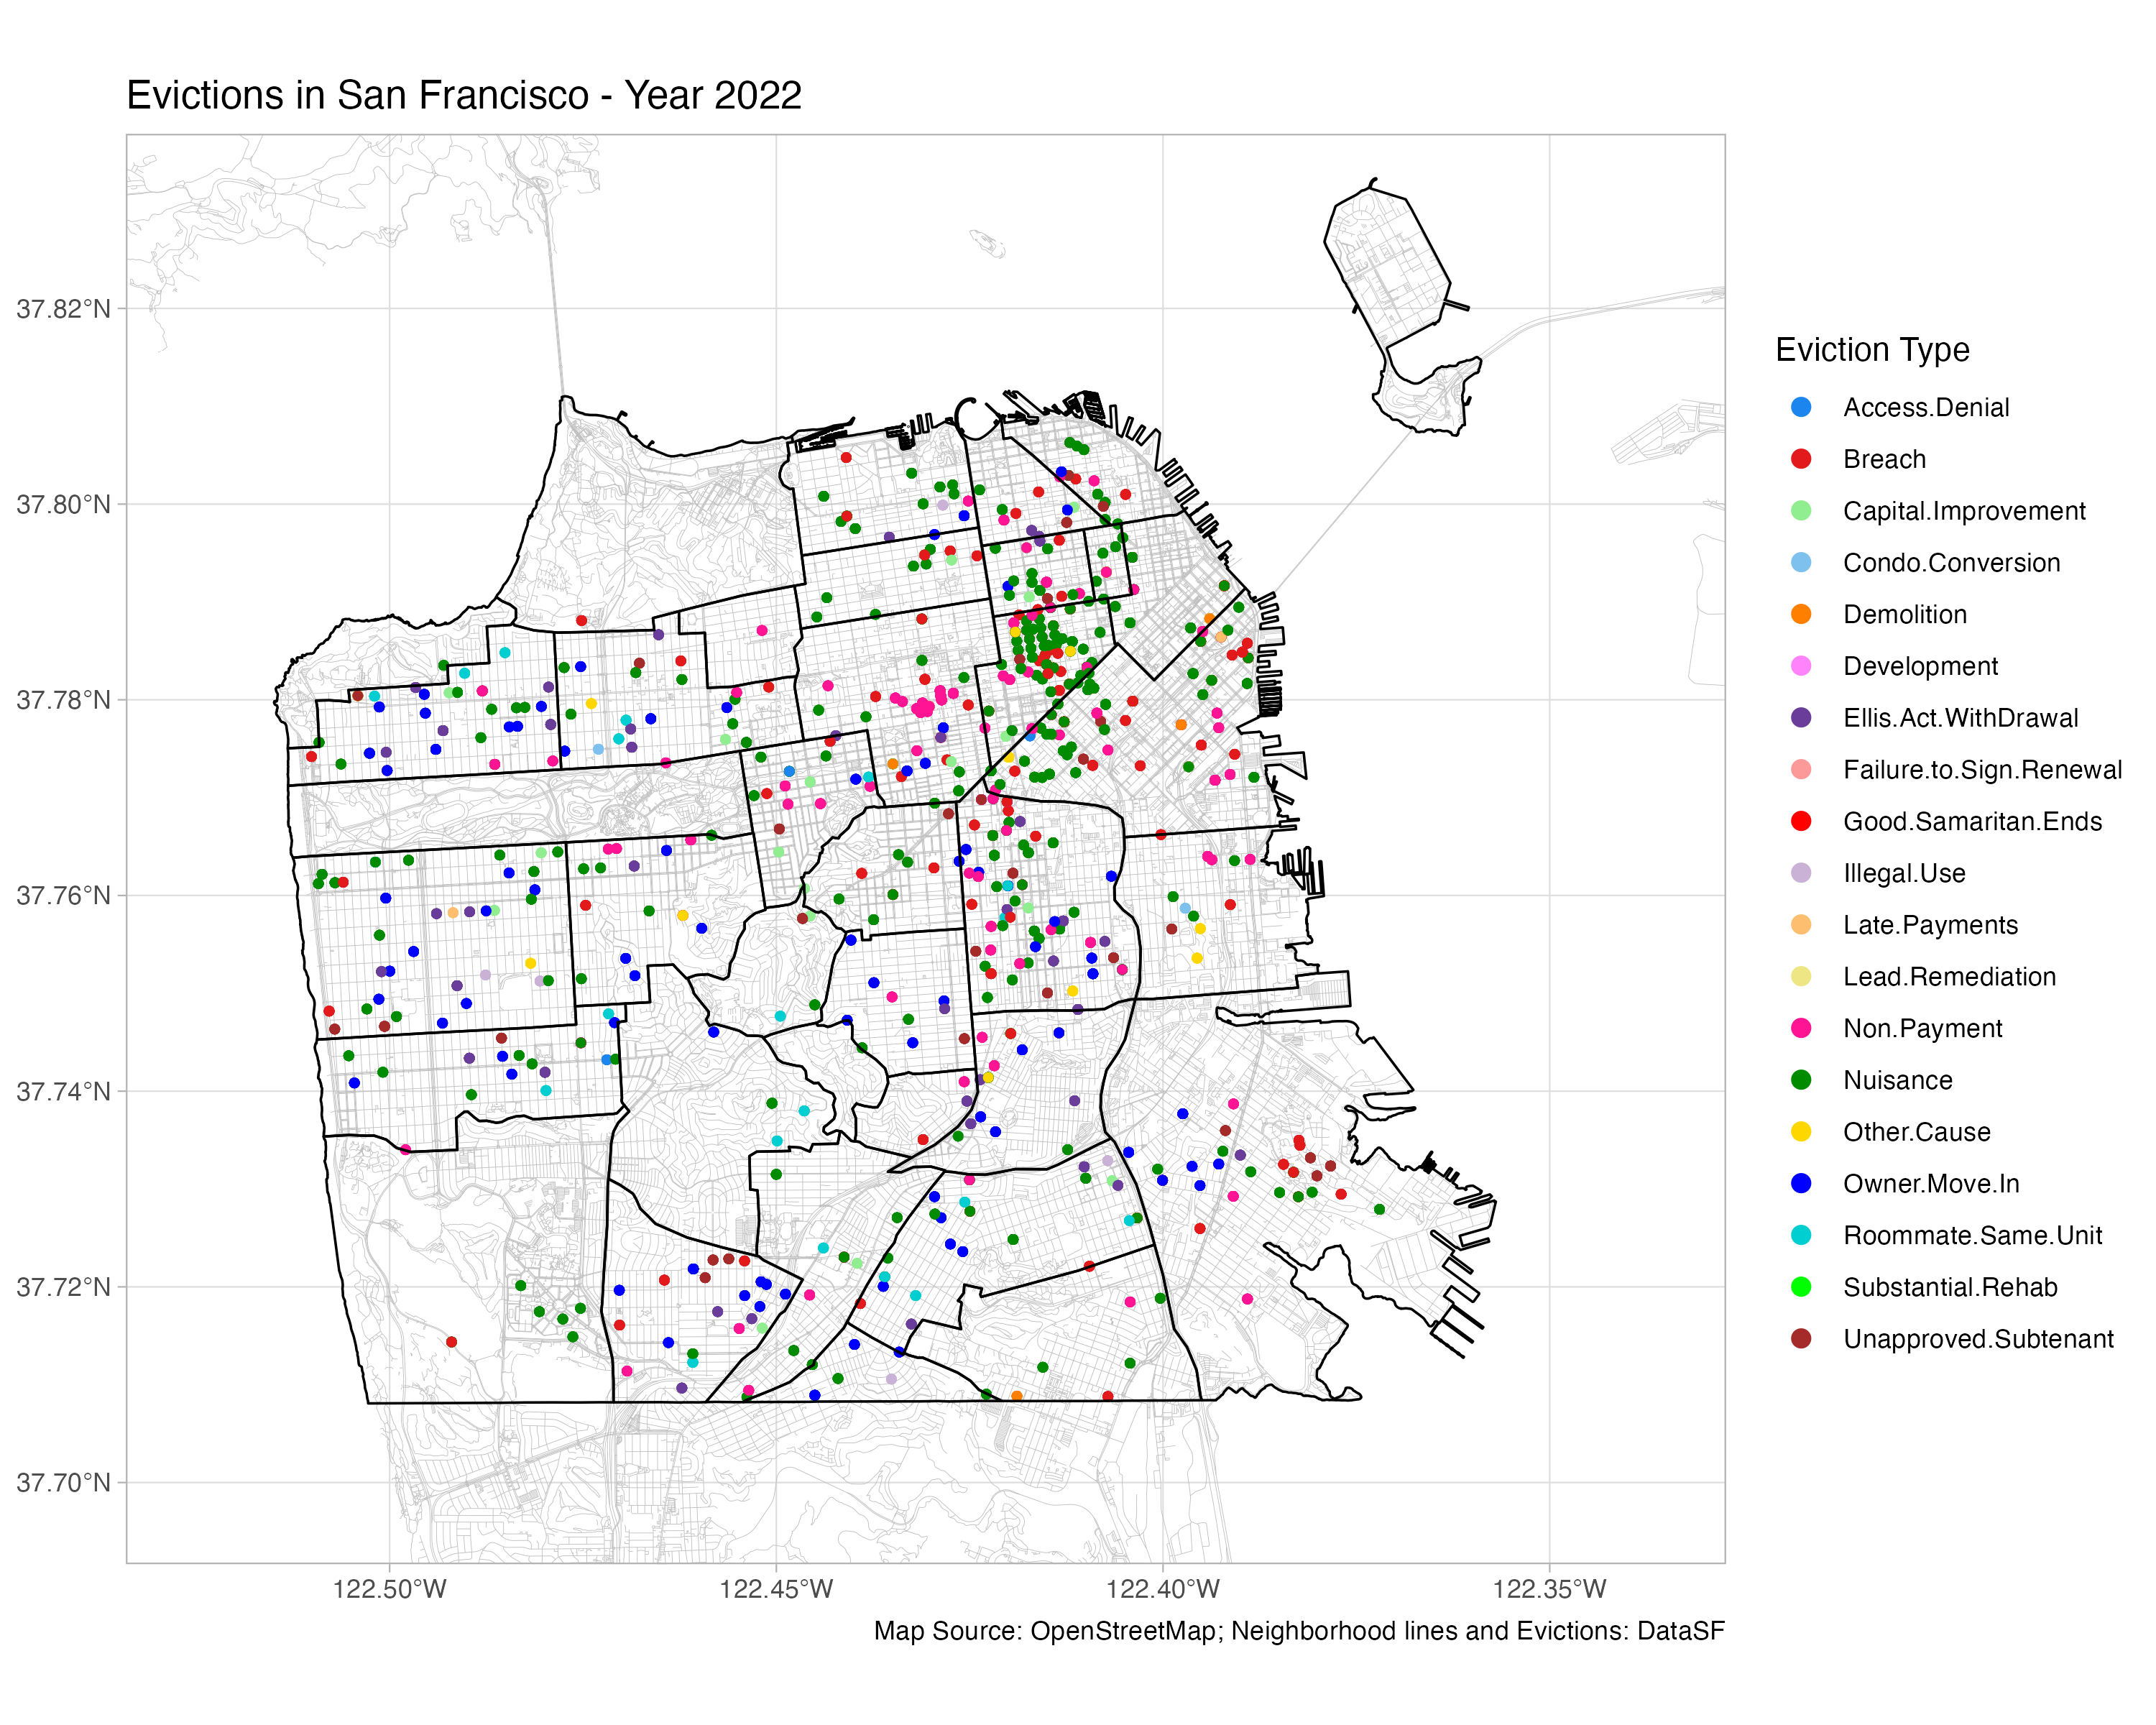 Evictions in San Francisco - Year 2022
37.82°N
37.80°N
37.78°N
37.76°N
37.74°N
37.72°N
37.70°N
122.50°W
122.45°W
122.40°W
122.35°W
Map Source: OpenStreetMap; Neighborhood lines and Evictions: DataSF
Eviction Type
Access.Denial
Breach
Capital.Improvement
Condo.Conversion
Demolition
Development
Ellis.Act.WithDrawal
Failure.to.Sign.Renewal
Good.Samaritan.Ends
Illegal.Use
Late.Payments
Lead.Remediation
Non.Payment
Nuisance
Other.Cause
Owner.Move.In
Roommate.Same.Unit
Substantial.Rehab
Unapproved.Subtenant